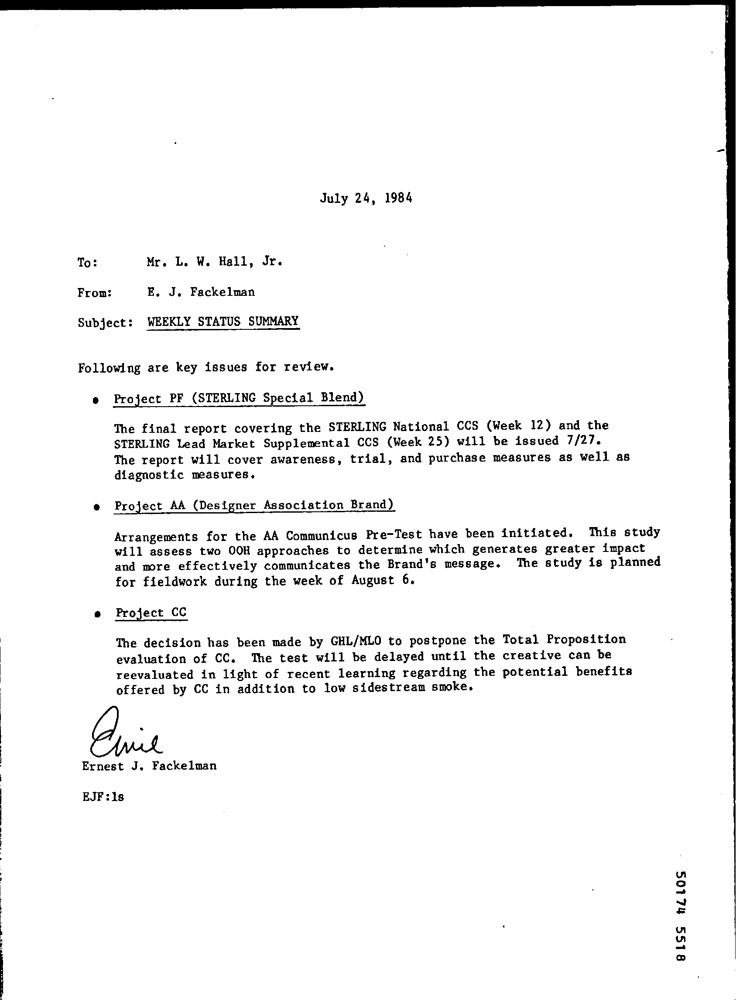 July 24, 1984
To: Mr. L. W. Hall, Jr.
From: E. J. Fackelman
Subject: WEEKLY STATUS SUMMARY
Following are key issues for review.
• Project PF (STERLING Special Blend)
The final report covering the STERLING National CCS (Week 12) and the
STERLING Lead Market Supplemental CCS (Week 25) will be issued 7/27.
The report will cover awareness, trial, and purchase measures as well as
diagnostic measures.
• Project AA (Designer Association Brand)
Arrangements for the AA Communicus Pre-Test have been initiated. This study
will assess two OOH approaches to determine which generates greater impact
and more effectively communicates the Brand's message. The study is planned
for fieldwork during the week of August 6.
• Project CC
The decision has been made by GHL/MLO to postpone the Total Proposition
evaluation of CC. The test will be delayed until the creative can be
reevaluated in light of recent learning regarding the potential benefits
offered by CC in addition to low sidestream smoke.
Ernest J. Fackelman
EJF:ls
50174 5518